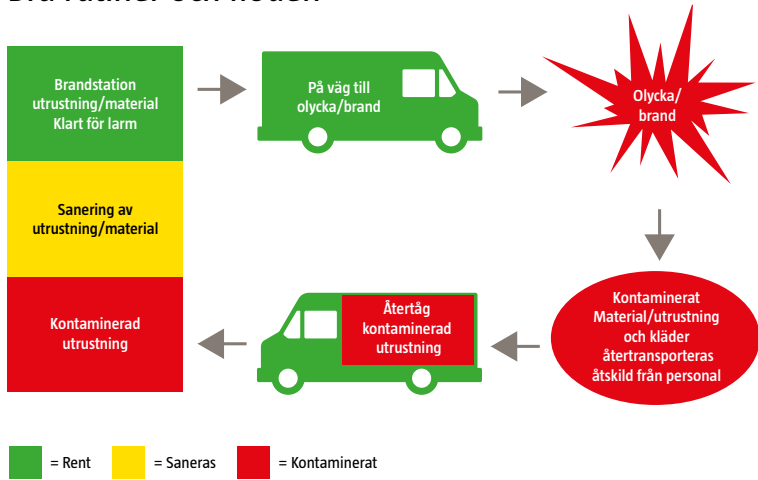 Brandstation
utrustning/material
Klart för larm
På väg till
olycka/brand
Olycka/
brand
Sanering av
utrustning/material
Kontaminerad
utrustning
Återtåg
kontaminerad
utrustning
Kontaminerat
Material/utrustning
och kläder
återtransporteras
åtskild från personal
= Rent
= Saneras
= Kontaminerat